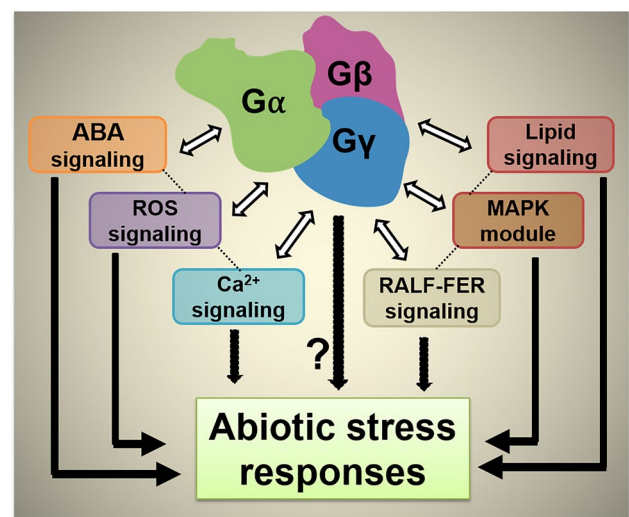 Gβ
Gα
Gγ
ABA
signaling
Lipid
signaling
ROS
signaling
MAPK
module
Ca²⁺
signaling
RALF-FER
signaling
?
Abiotic stress
responses